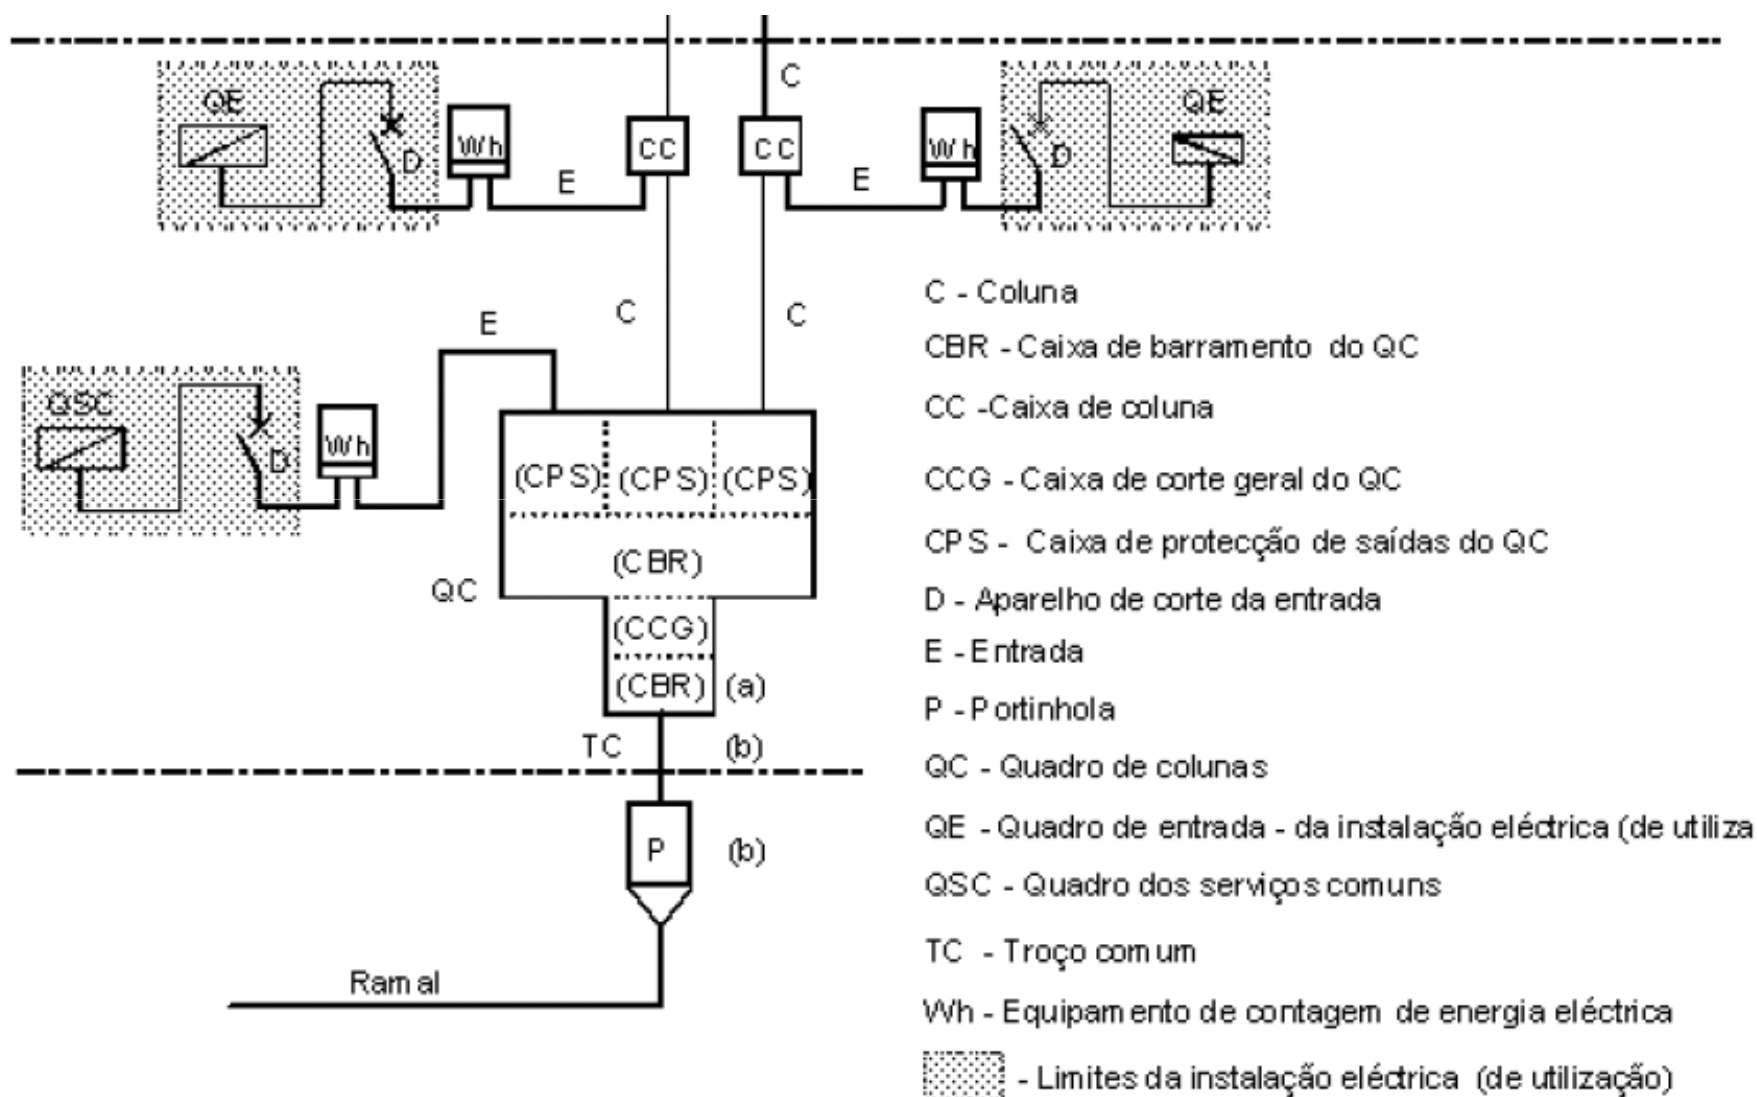 C
QE
QE
Wh
CC
CC
Wh
D
E
E
D
C
C
E
QSC
Wh
D
(CPS) (CPS) (CPS)
(CBR)
QC
(CCG)
(CBR) (a)
TC (b)
P (b)
Ramal
C - Coluna
CBR - Caixa de barramento do QC
CC -Caixa de coluna
CCG - Caixa de corte geral do QC
CPS - Caixa de protecção de saídas do QC
D - Aparelho de corte da entrada
E - Entrada
P - Portinhola
QC - Quadro de colunas
QE - Quadro de entrada - da instalação eléctrica (de utiliza
QSC - Quadro dos serviços comuns
TC - Troço comum
Wh - Equipamento de contagem de energia eléctrica
- Limites da instalação eléctrica (de utilização)